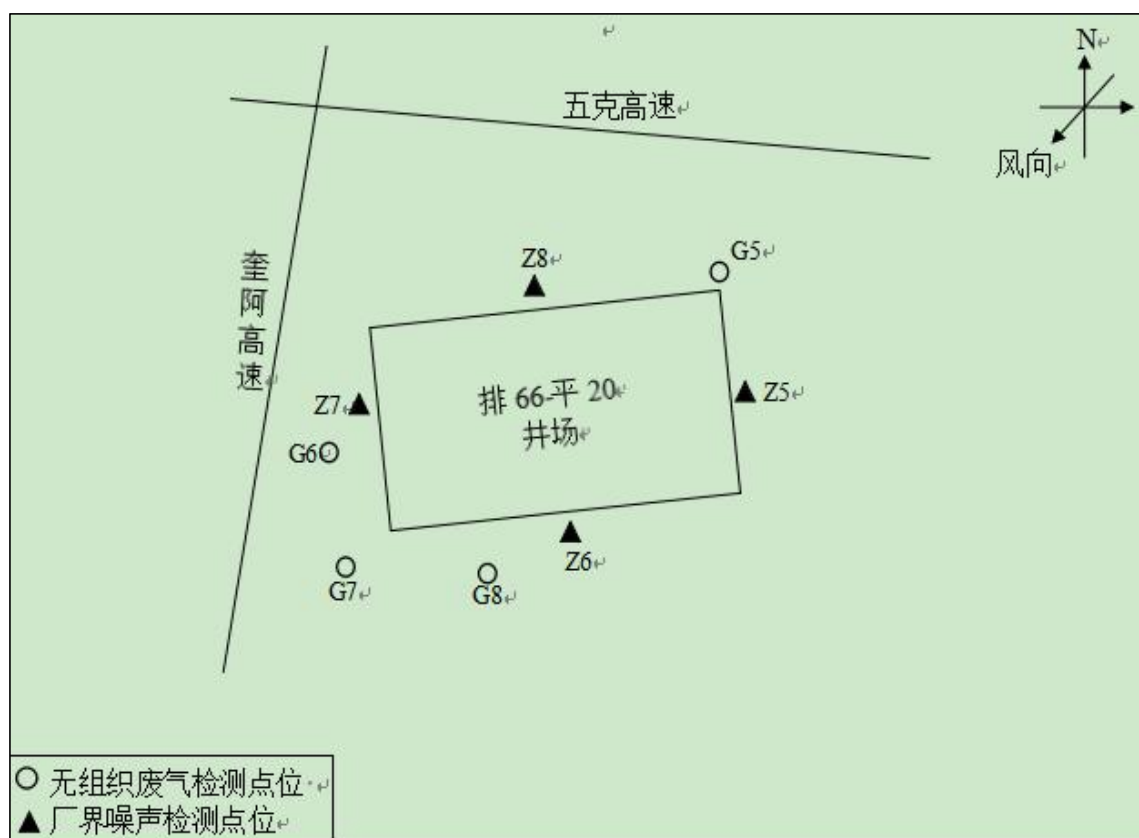 N
五克高速
风向
奎阿高速
Z8
G5
Z7
排 66-平 20
井场
Z5
G6
Z6
G7
G8
无组织废气检测点位
厂界噪声检测点位